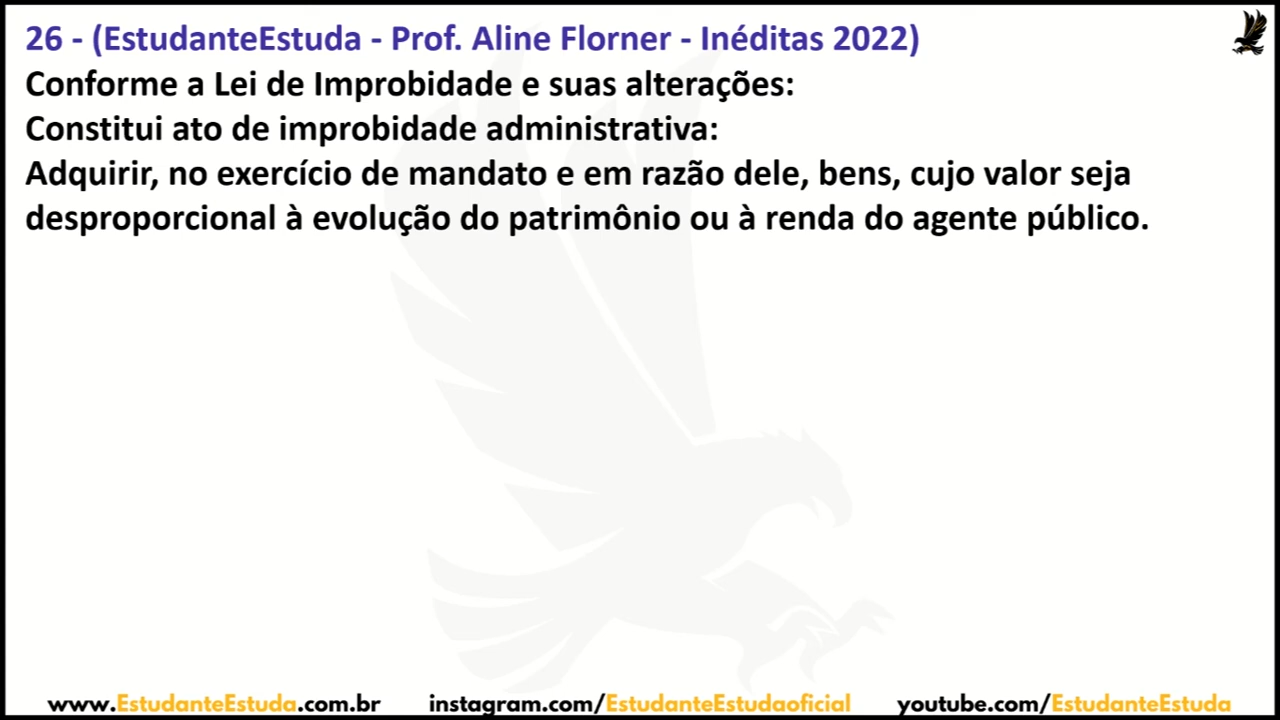 26 - (EstudanteEstuda - Prof. Aline Florner - Inéditas 2022)
Conforme a Lei de Improbidade e suas alterações:
Constitui ato de improbidade administrativa:
Adquirir, no exercício de mandato e em razão dele, bens, cujo valor seja
desproporcional à evolução do patrimônio ou à renda do agente público.
www.EstudanteEstuda.com.br instagram.com/EstudanteEstudaoficial youtube.com/EstudanteEstuda